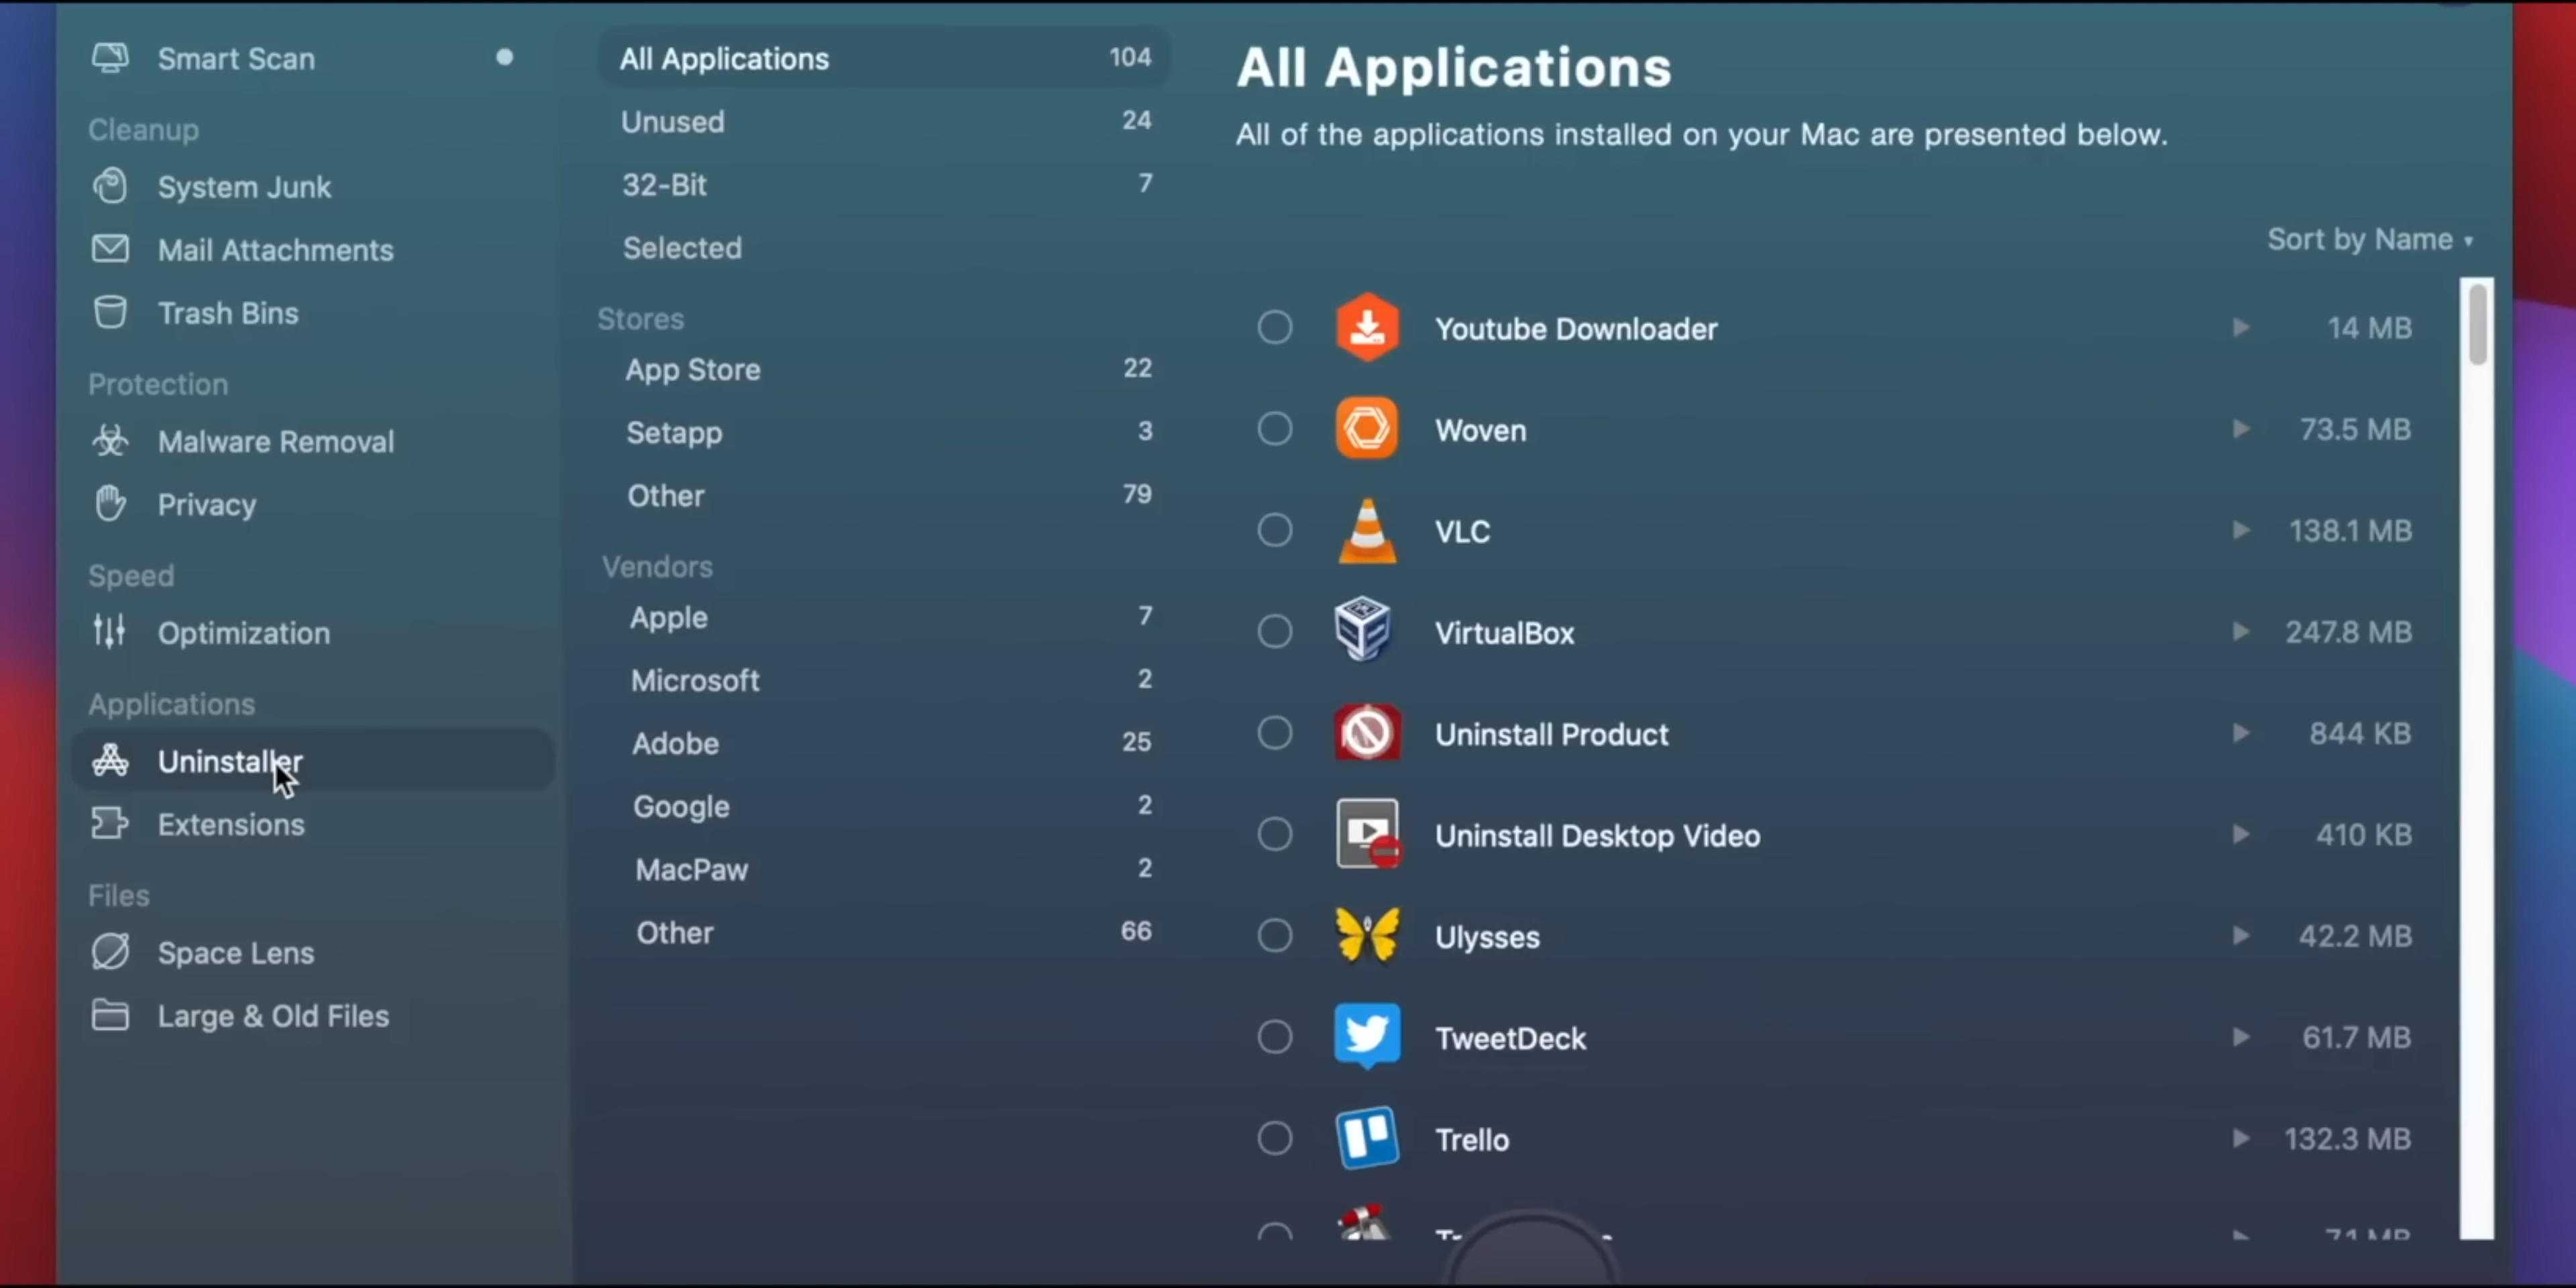 Smart Scan
Cleanup
System Junk
Mail Attachments
Trash Bins
Protection
Malware Removal
Privacy
Speed
Optimization
Applications
Uninstaller
Extensions
Files
Space Lens
Large & Old Files
All Applications 104
Unused 24
32-Bit 7
Selected
Stores
App Store 22
Setapp 3
Other 79
Vendors
Apple 7
Microsoft 2
Adobe 25
Google 2
MacPaw 2
Other 66
All Applications
All of the applications installed on your Mac are presented below.
Sort by Name
Youtube Downloader 14 MB
Woven 73.5 MB
VLC 138.1 MB
VirtualBox 247.8 MB
Uninstall Product 844 KB
Uninstall Desktop Video 410 KB
Ulysses 42.2 MB
TweetDeck 61.7 MB
Trello 132.3 MB